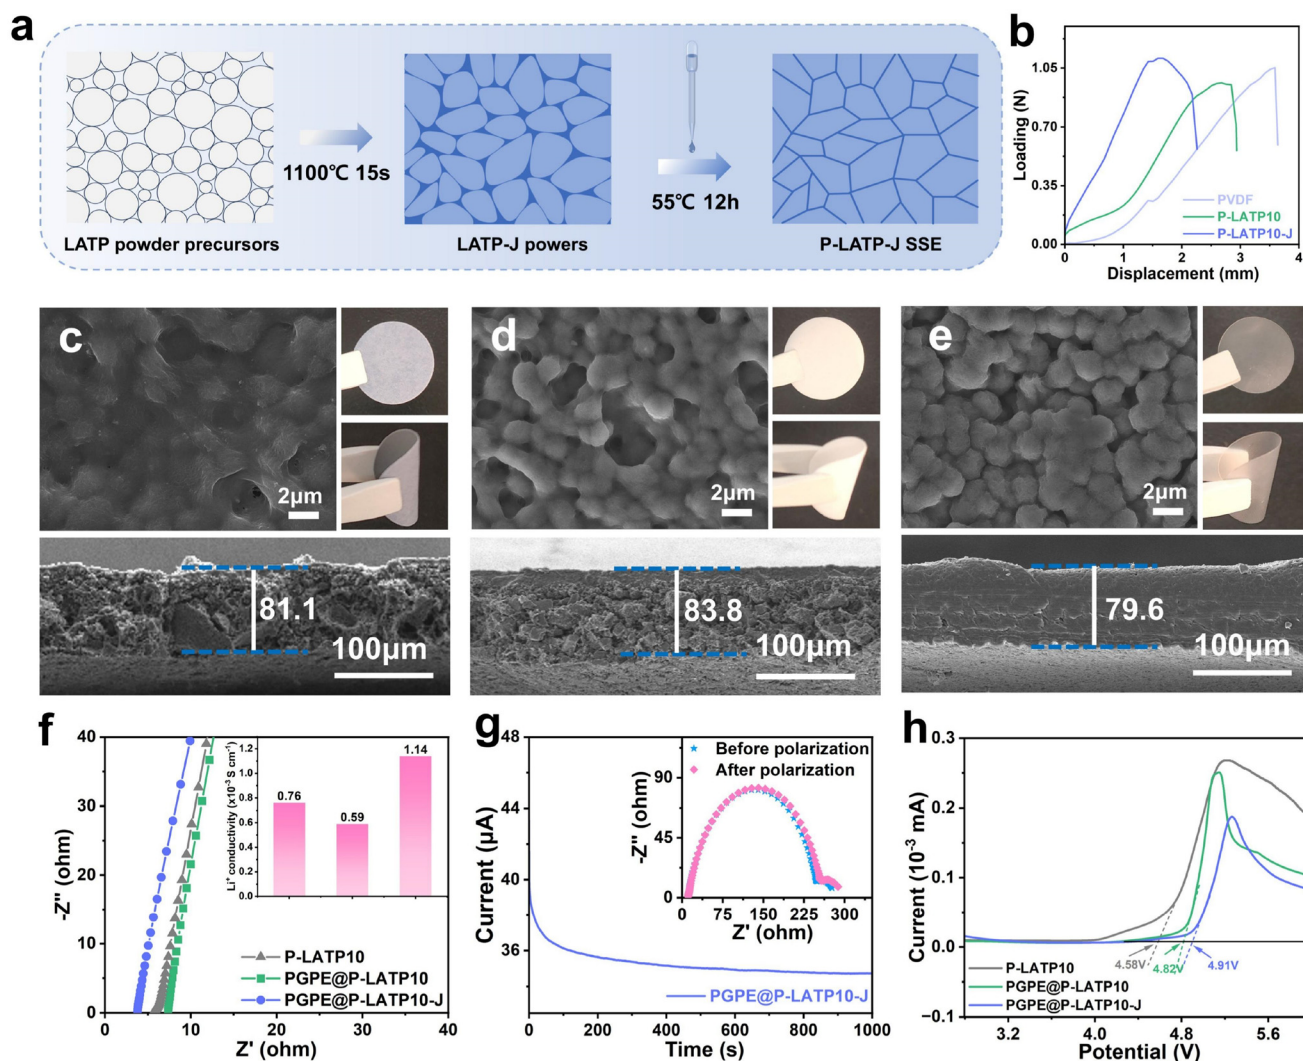 a
1100℃ 15s
55℃ 12h
LATP powder precursors
LATP-J powers
P-LATP-J SSE
b
Loading (N)
1.05
0.70
0.35
0.00
PVDF
P-LATP10
P-LATP10-J
0 1 2 3 4
Displacement (mm)
c
2μm
81.1
100μm
d
2μm
83.8
100μm
e
2μm
79.6
100μm
f
-Z" (ohm)
40
30
20
10
0
Li⁺ conductivity (x10⁻³ S cm⁻¹)
1.2
1.0
0.8
0.6
0.4
0.2
0.0
0.76
0.59
1.14
P-LATP10
PGPE@P-LATP10
PGPE@P-LATP10-J
0 10 20 30 40
Z' (ohm)
g
Current (μA)
48
44
40
36
Before polarization
After polarization
-Z" (ohm)
90
45
0
0 150 300
Z' (ohm)
PGPE@P-LATP10-J
0 200 400 600 800 1000
Time (s)
h
Current (10⁻³ mA)
0.3
0.2
0.1
0.0
−0.1
4.58V
4.82V
4.91V
P-LATP10
PGPE@P-LATP10
PGPE@P-LATP10-J
3.2 4.0 4.8 5.6
Potential (V)